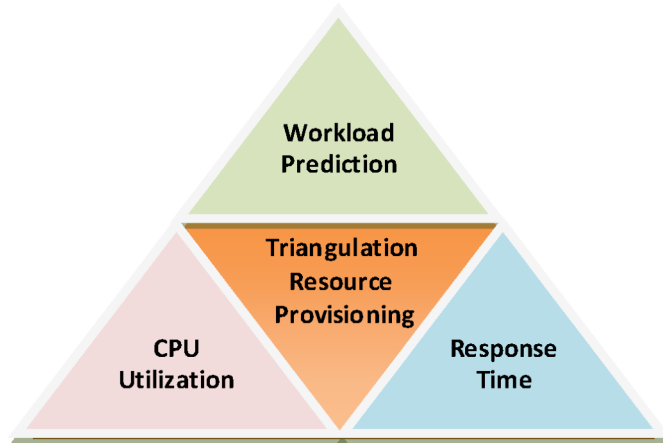 Workload
Prediction
Triangulation
Resource
Provisioning
CPU
Utilization
Response
Time